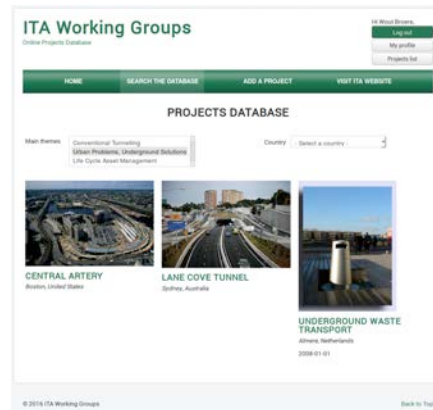 ITA Working Groups
Online Projects Database
Hi Wout Broere,
Log out
My profile
Projects list
HOME
SEARCH THE DATABASE
ADD A PROJECT
VISIT ITA WEBSITE
PROJECTS DATABASE
Main themes
Conventional Tunnelling
Urban Problems, Underground Solutions
Life Cycle Asset Management
Country
- Select a country -
CENTRAL ARTERY
Boston, United States
LANE COVE TUNNEL
Sydney, Australia
UNDERGROUND WASTE
TRANSPORT
Almere, Netherlands
2008-01-01
© 2016 ITA Working Groups
Back to Top